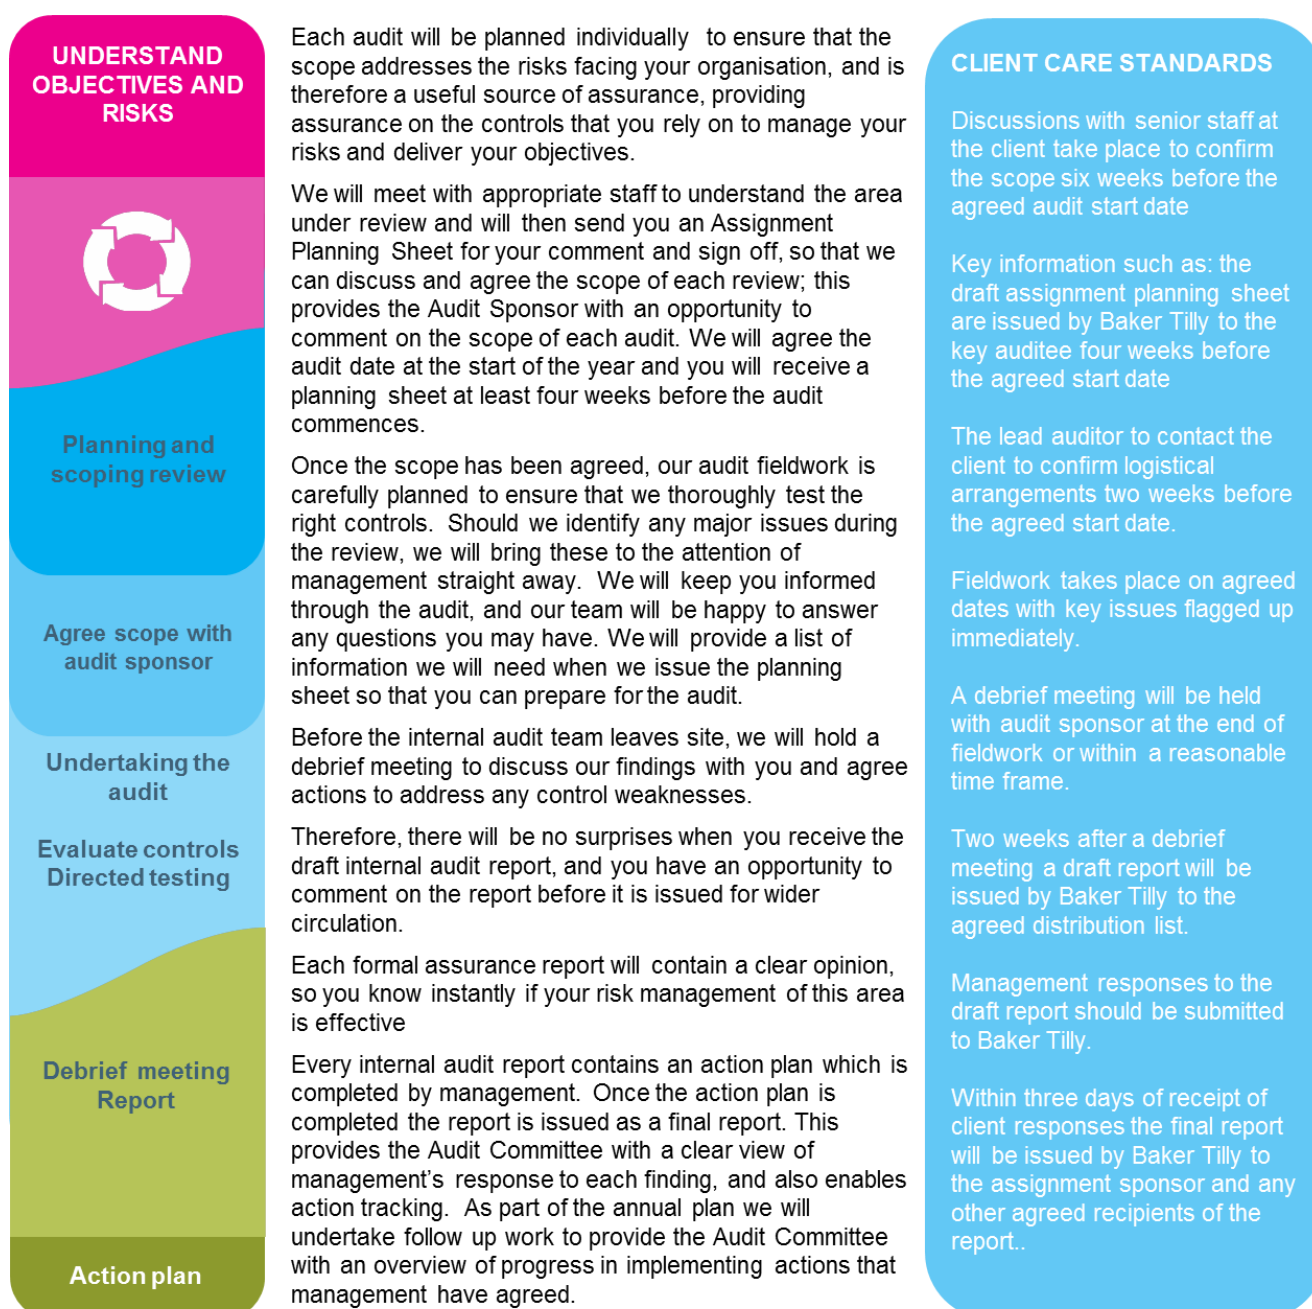 UNDERSTAND
OBJECTIVES AND
RISKS
Planning and
scoping review
Agree scope with
audit sponsor
Undertaking the
audit
Evaluate controls
Directed testing
Debrief meeting
Report
Action plan
Each audit will be planned individually to ensure that the
scope addresses the risks facing your organisation, and is
therefore a useful source of assurance, providing
assurance on the controls that you rely on to manage your
risks and deliver your objectives.
We will meet with appropriate staff to understand the area
under review and will then send you an Assignment
Planning Sheet for your comment and sign off, so that we
can discuss and agree the scope of each review; this
provides the Audit Sponsor with an opportunity to
comment on the scope of each audit. We will agree the
audit date at the start of the year and you will receive a
planning sheet at least four weeks before the audit
commences.
Once the scope has been agreed, our audit fieldwork is
carefully planned to ensure that we thoroughly test the
right controls. Should we identify any major issues during
the review, we will bring these to the attention of
management straight away. We will keep you informed
through the audit, and our team will be happy to answer
any questions you may have. We will provide a list of
information we will need when we issue the planning
sheet so that you can prepare for the audit.
Before the internal audit team leaves site, we will hold a
debrief meeting to discuss our findings with you and agree
actions to address any control weaknesses.
Therefore, there will be no surprises when you receive the
draft internal audit report, and you have an opportunity to
comment on the report before it is issued for wider
circulation.
Each formal assurance report will contain a clear opinion,
so you know instantly if your risk management of this area
is effective
Every internal audit report contains an action plan which is
completed by management. Once the action plan is
completed the report is issued as a final report. This
provides the Audit Committee with a clear view of
management's response to each finding, and also enables
action tracking. As part of the annual plan we will
undertake follow up work to provide the Audit Committee
with an overview of progress in implementing actions that
management have agreed.
CLIENT CARE STANDARDS
Discussions with senior staff at
the client take place to confirm
the scope six weeks before the
agreed audit start date
Key information such as: the
draft assignment planning sheet
are issued by Baker Tilly to the
key auditee four weeks before
the agreed start date
The lead auditor to contact the
client to confirm logistical
arrangements two weeks before
the agreed start date.
Fieldwork takes place on agreed
dates with key issues flagged up
immediately.
A debrief meeting will be held
with audit sponsor at the end of
fieldwork or within a reasonable
time frame.
Two weeks after a debrief
meeting a draft report will be
issued by Baker Tilly to the
agreed distribution list.
Management responses to the
draft report should be submitted
to Baker Tilly.
Within three days of receipt of
client responses the final report
will be issued by Baker Tilly to
the assignment sponsor and any
other agreed recipients of the
report..